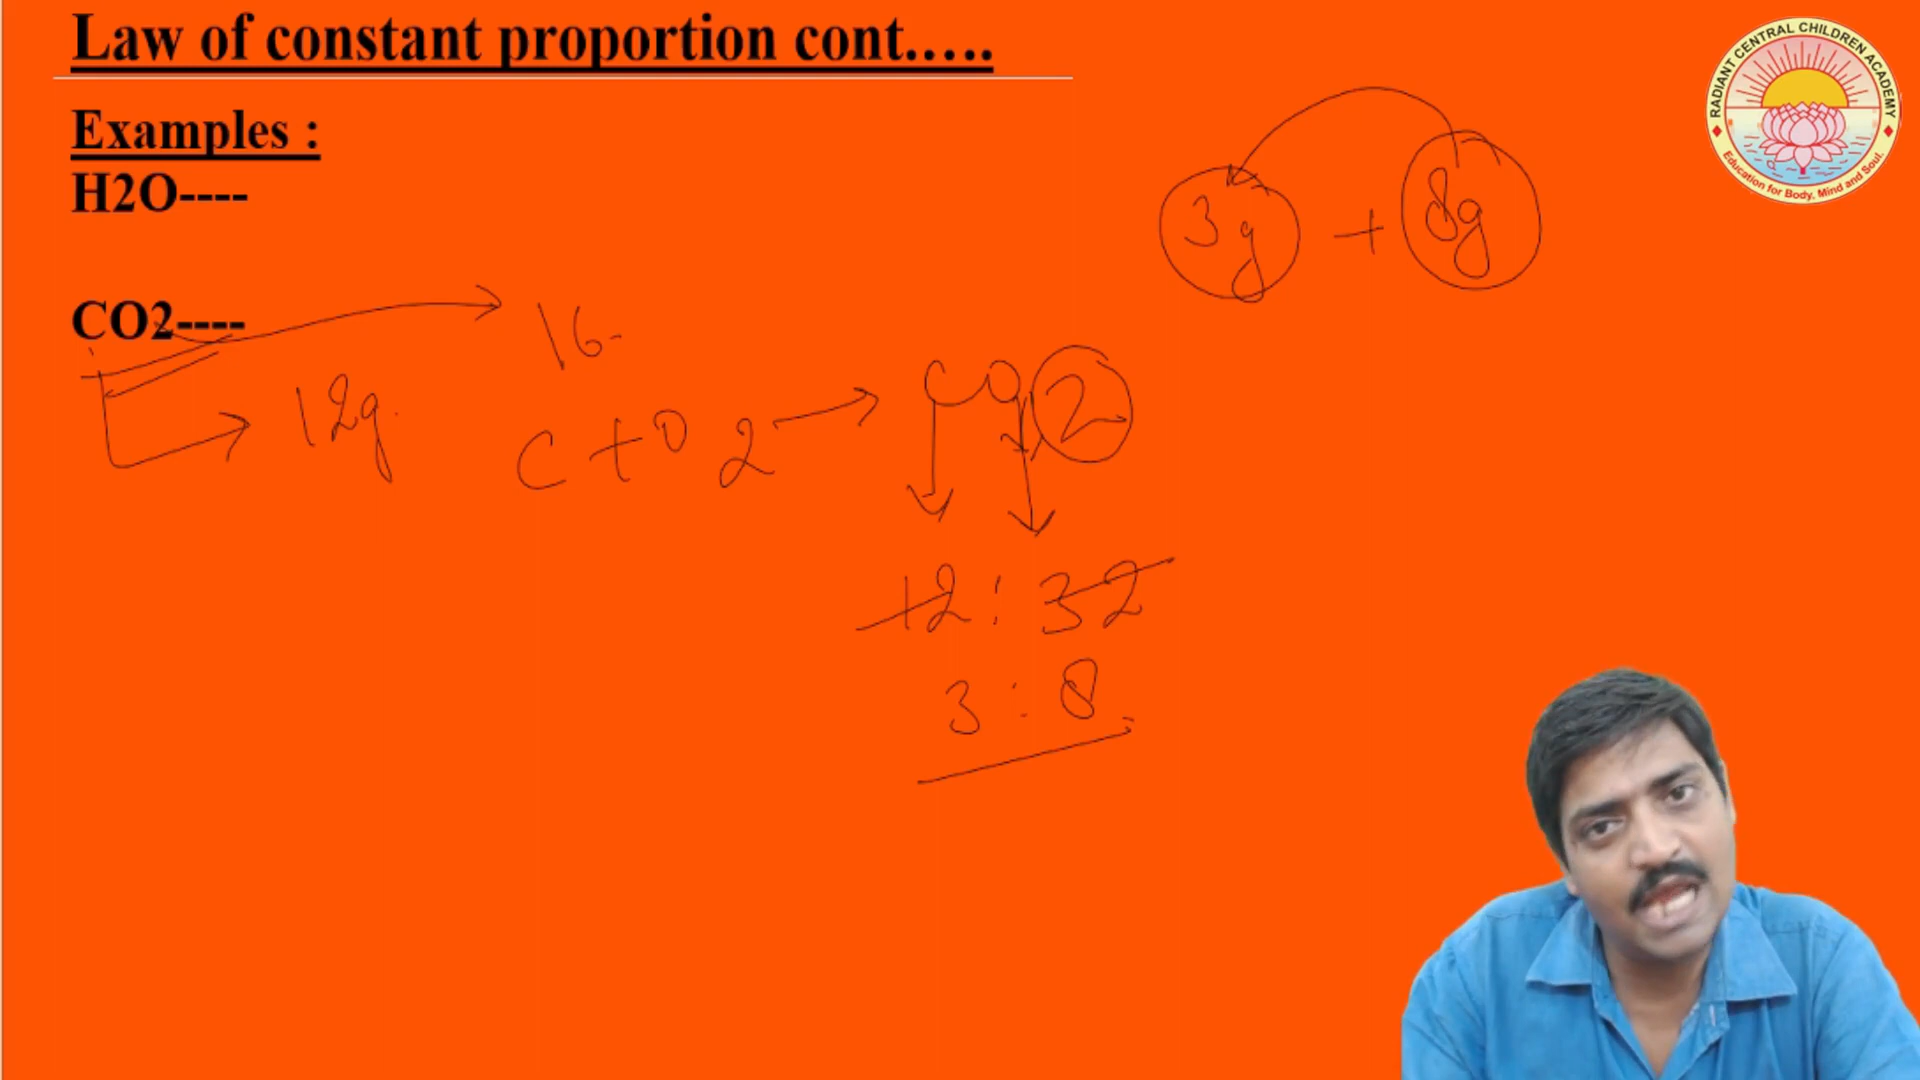 Law of constant proportion cont.....
Examples :
H2O----
CO2----
3g + 8g
16
12g.
C + O2 → CO2
12 : 32
3 : 8
RADIANT CENTRAL CHILDREN ACADEMY
Education for Body, Mind and Soul.